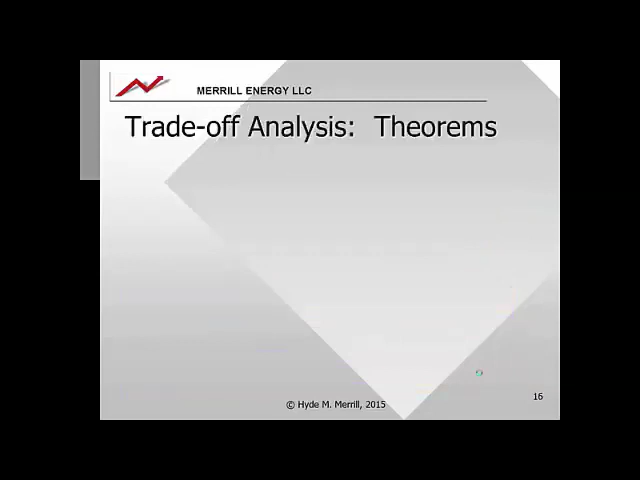 MERRILL ENERGY LLC
Trade-off Analysis:  Theorems
© Hyde M. Merrill, 2015
16